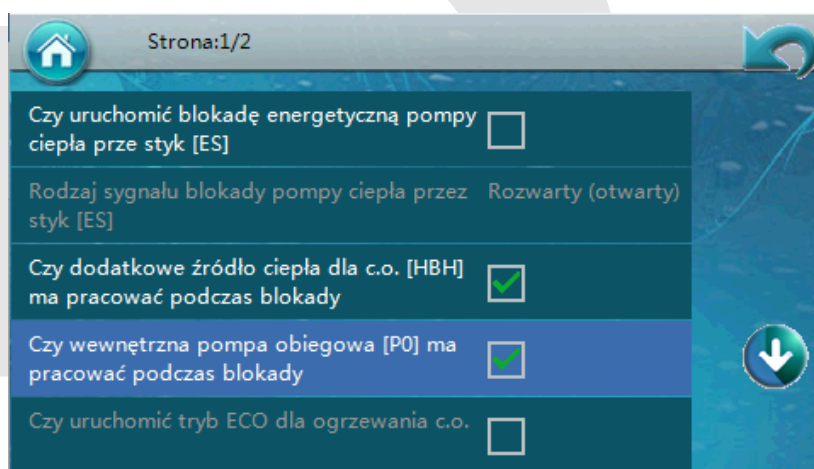 Strona:1/2
Czy uruchomić blokadę energetyczną pompy
ciepła prze styk [ES]
Rodzaj sygnału blokady pompy ciepła przez
styk [ES]
Rozwarty (otwarty)
Czy dodatkowe źródło ciepła dla c.o. [HBH]
ma pracować podczas blokady
Czy wewnętrzna pompa obiegowa [P0] ma
pracować podczas blokady
Czy uruchomić tryb ECO dla ogrzewania c.o.